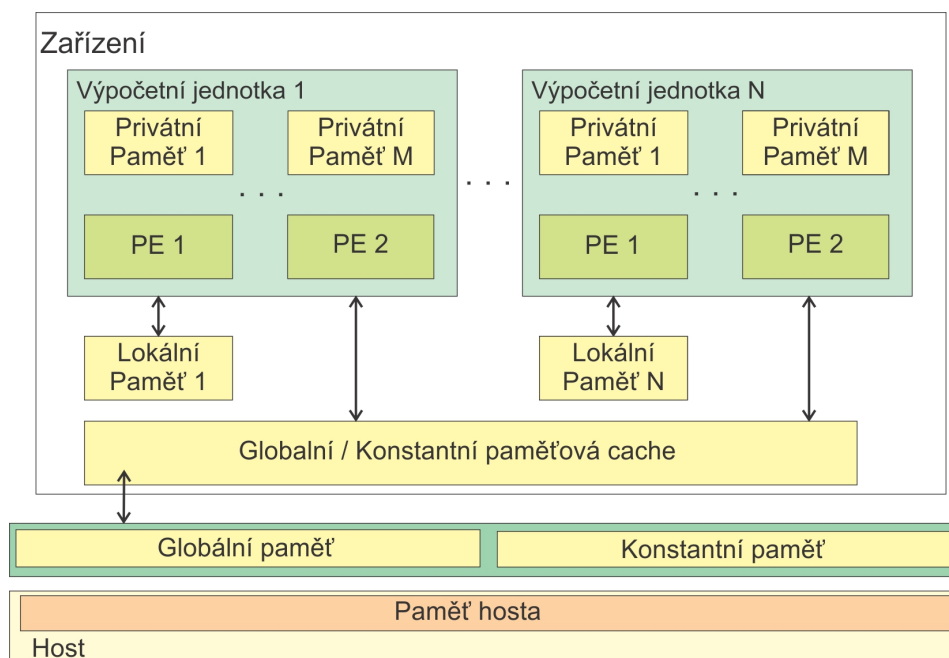 Zařízení
Výpočetní jednotka 1
Výpočetní jednotka N
Privátní
Paměť 1
Privátní
Paměť M
Privátní
Paměť 1
Privátní
Paměť M
. . .
. . .
. . .
PE 1
PE 2
PE 1
PE 2
Lokální
Paměť 1
Lokální
Paměť N
Globalní / Konstantní paměťová cache
Globální paměť
Konstantní paměť
Paměť hosta
Host